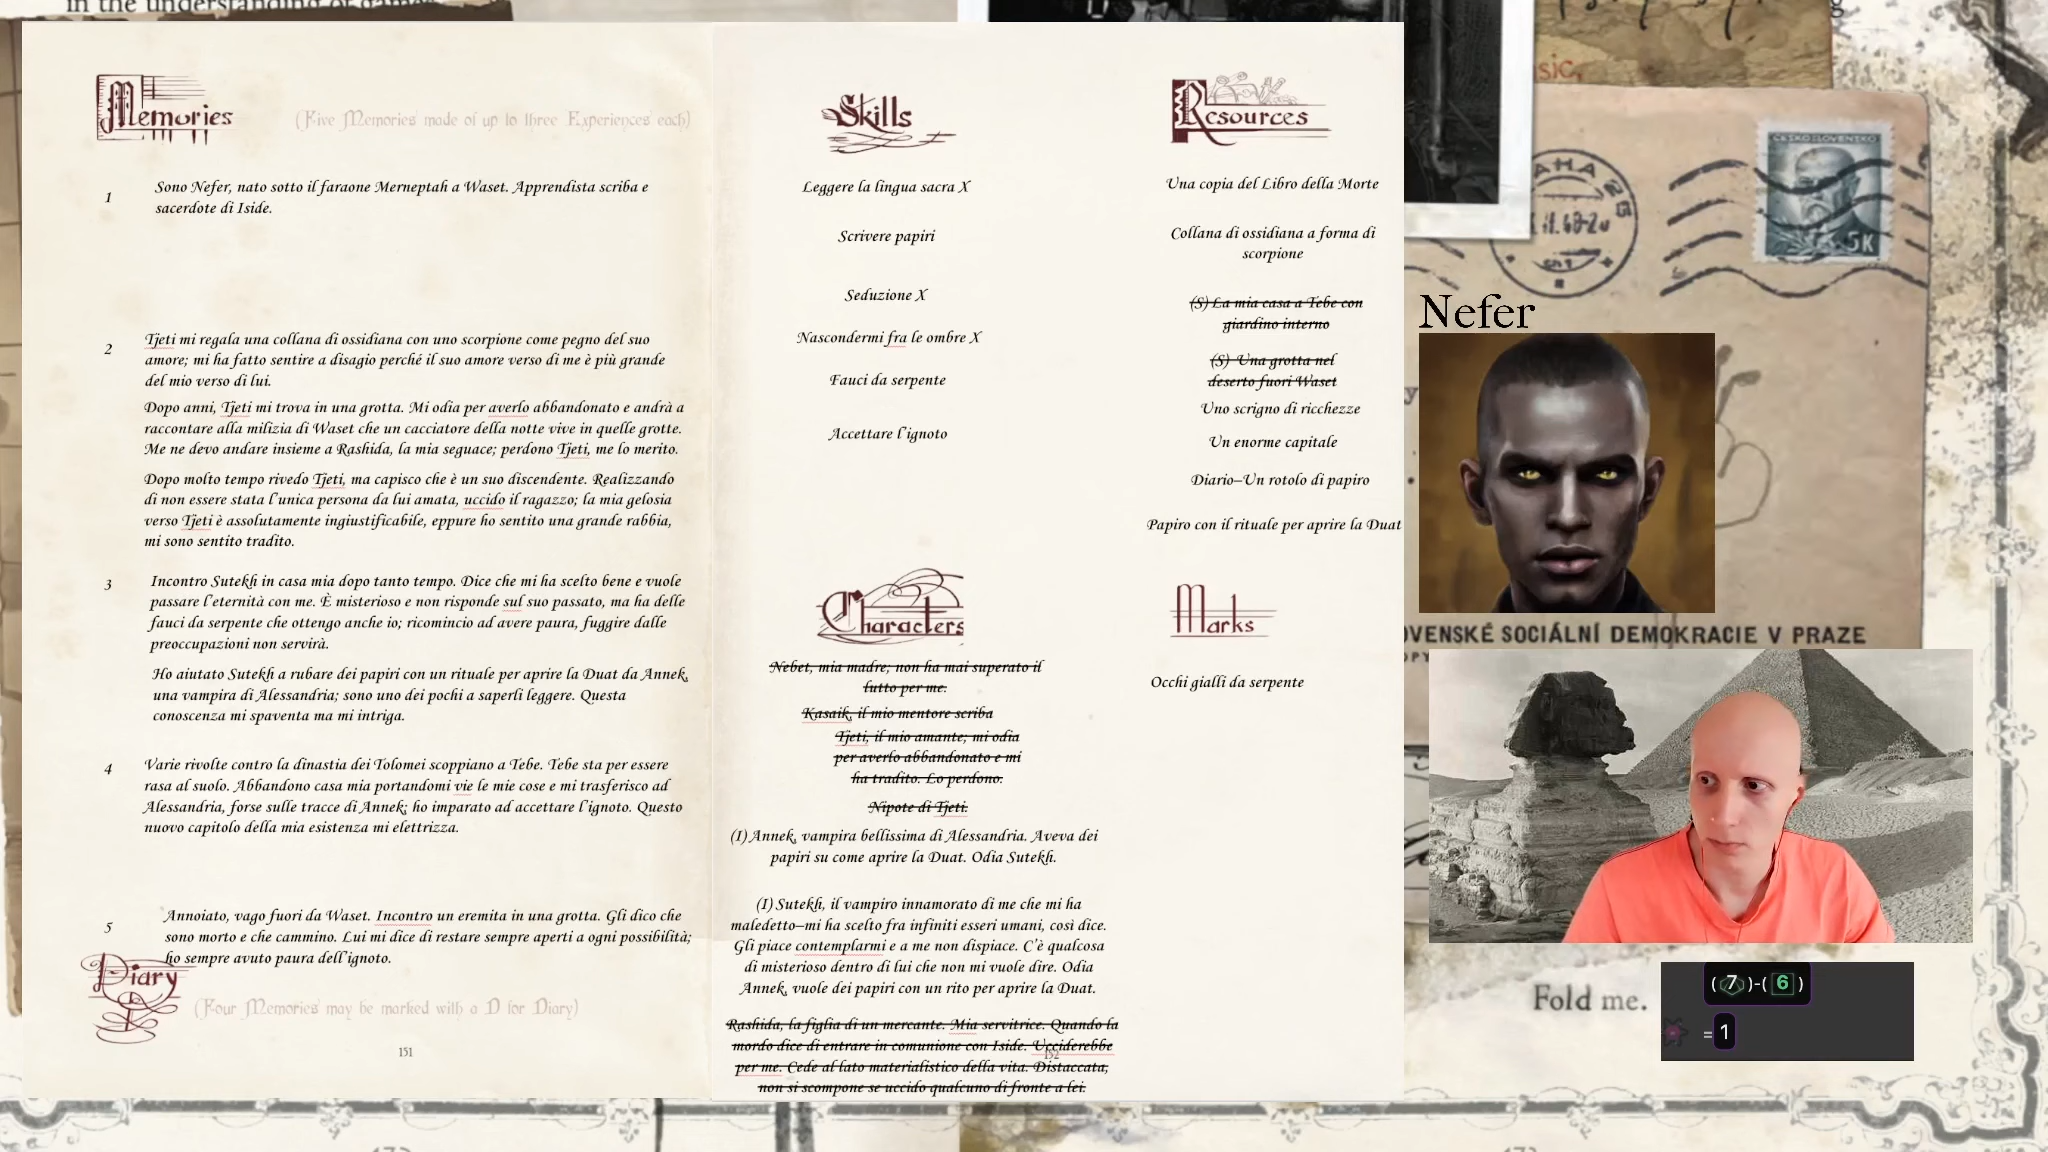 in the understanding of games
Memories
(Five Memories made of up to three Experiences each)
1
Sono Nefer, nato sotto il faraone Merneptah a Waset. Apprendista scriba e
sacerdote di Iside.
2
Tjeti mi regala una collana di ossidiana con uno scorpione come pegno del suo
amore; mi ha fatto sentire a disagio perché il suo amore verso di me è più grande
del mio verso di lui.
Dopo anni, Tjeti mi trova in una grotta. Mi odia per averlo abbandonato e andrà a
raccontare alla milizia di Waset che un cacciatore della notte vive in quelle grotte.
Me ne devo andare insieme a Rashida, la mia seguace; perdono Tjeti, me lo merito.
Dopo molto tempo rivedo Tjeti, ma capisco che è un suo discendente. Realizzando
di non essere stata l'unica persona da lui amata, uccido il ragazzo; la mia gelosia
verso Tjeti è assolutamente ingiustificabile, eppure ho sentito una grande rabbia,
mi sono sentito tradito.
3
Incontro Sutekh in casa mia dopo tanto tempo. Dice che mi ha scelto bene e vuole
passare l'eternità con me. È misterioso e non risponde sul suo passato, ma ha delle
fauci da serpente che ottengo anche io; ricomincio ad avere paura, fuggire dalle
preoccupazioni non servirà.
Ho aiutato Sutekh a rubare dei papiri con un rituale per aprire la Duat da Annek,
una vampira di Alessandria; sono uno dei pochi a saperli leggere. Questa
conoscenza mi spaventa ma mi intriga.
4
Varie rivolte contro la dinastia dei Tolomei scoppiano a Tebe. Tebe sta per essere
rasa al suolo. Abbandono casa mia portandomi vie le mie cose e mi trasferisco ad
Alessandria, forse sulle tracce di Annek; ho imparato ad accettare l'ignoto. Questo
nuovo capitolo della mia esistenza mi elettrizza.
5
Annoiato, vago fuori da Waset. Incontro un eremita in una grotta. Gli dico che
sono morto e che cammino. Lui mi dice di restare sempre aperti a ogni possibilità;
ho sempre avuto paura dell'ignoto.
Diary
(Four Memories may be marked with a D for Diary)
151
Skills
Leggere la lingua sacra X
Scrivere papiri
Seduzione X
Nascondermi fra le ombre X
Fauci da serpente
Accettare l'ignoto
Characters
Nebet, mia madre; non ha mai superato il
lutto per me.
Kasaik, il mio mentore scriba
Tjeti, il mio amante; mi odia
per averlo abbandonato e mi
ha tradito. Lo perdono.
Nipote di Tjeti.
(I) Annek, vampira bellissima di Alessandria. Aveva dei
papiri su come aprire la Duat. Odia Sutekh.
(I) Sutekh, il vampiro innamorato di me che mi ha
maledetto—mi ha scelto fra infiniti esseri umani, così dice.
Gli piace contemplarmi e a me non dispiace. C'è qualcosa
di misterioso dentro di lui che non mi vuole dire. Odia
Annek, vuole dei papiri con un rito per aprire la Duat.
Rashida, la figlia di un mercante. Mia servitrice. Quando la
mordo dice di entrare in comunione con Iside. Ucciderebbe
per me. Cede al lato materialistico della vita. Distaccata,
non si scompone se uccido qualcuno di fronte a lei.
152
Resources
Una copia del Libro della Morte
Collana di ossidiana a forma di
scorpione
(S) La mia casa a Tebe con
giardino interno
(S) Una grotta nel
deserto fuori Waset
Uno scrigno di ricchezze
Un enorme capitale
Diario—Un rotolo di papiro
Papiro con il rituale per aprire la Duat
Marks
Occhi gialli da serpente
sic,
ČESKOSLOVENSKO
5K
AHA 25
Nefer
OVENSKÉ SOCIÁLNÍ DEMOKRACIE V PRAZE
Fold me.
(7)-(6)
=1